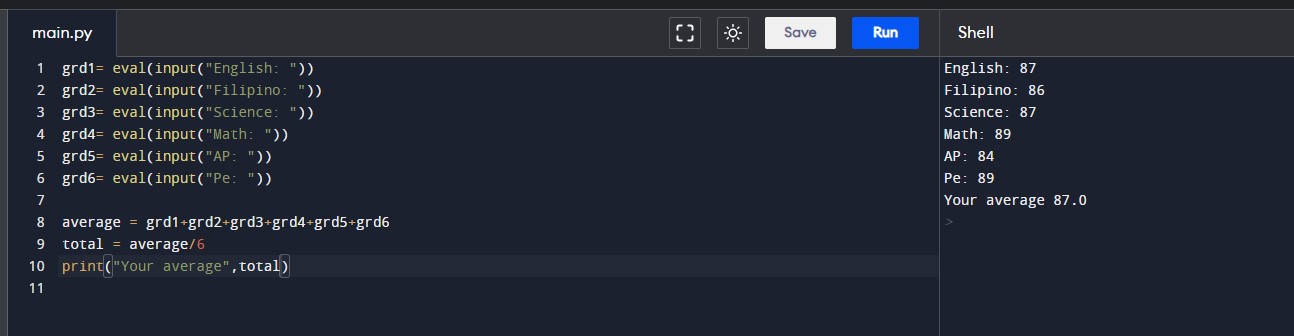 main.py
Save
Run
Shell
1 grd1= eval(input("English: "))
2 grd2= eval(input("Filipino: "))
3 grd3= eval(input("Science: "))
4 grd4= eval(input("Math: "))
5 grd5= eval(input("AP: "))
6 grd6= eval(input("Pe: "))
7
8 average = grd1+grd2+grd3+grd4+grd5+grd6
9 total = average/6
10 print("Your average",total)
11
English: 87
Filipino: 86
Science: 87
Math: 89
AP: 84
Pe: 89
Your average 87.0
>